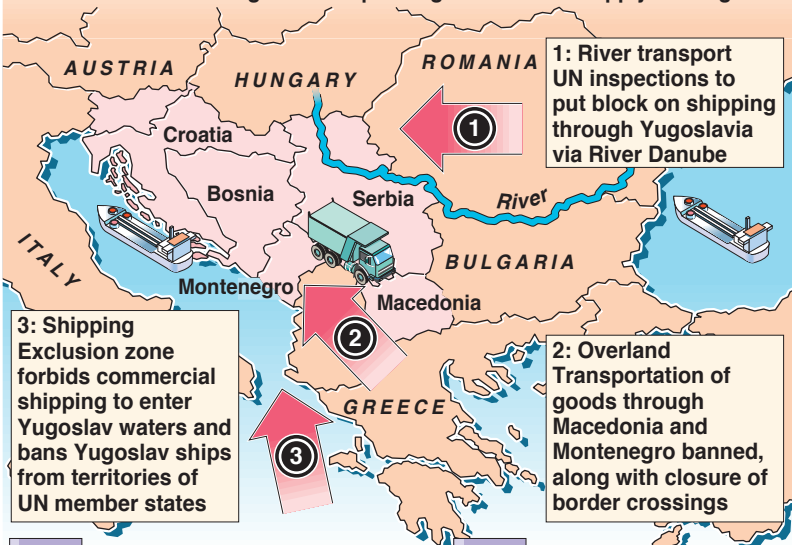 AUSTRIA
HUNGARY
ROMANIA
1: River transport
UN inspections to
put block on shipping
through Yugoslavia
via River Danube
1
Croatia
Bosnia
Serbia
River
ITALY
BULGARIA
Montenegro
Macedonia
3: Shipping
Exclusion zone
forbids commercial
shipping to enter
Yugoslav waters and
bans Yugoslav ships
from territories of
UN member states
2
GREECE
3
2: Overland
Transportation of
goods through
Macedonia and
Montenegro banned,
along with closure of
border crossings